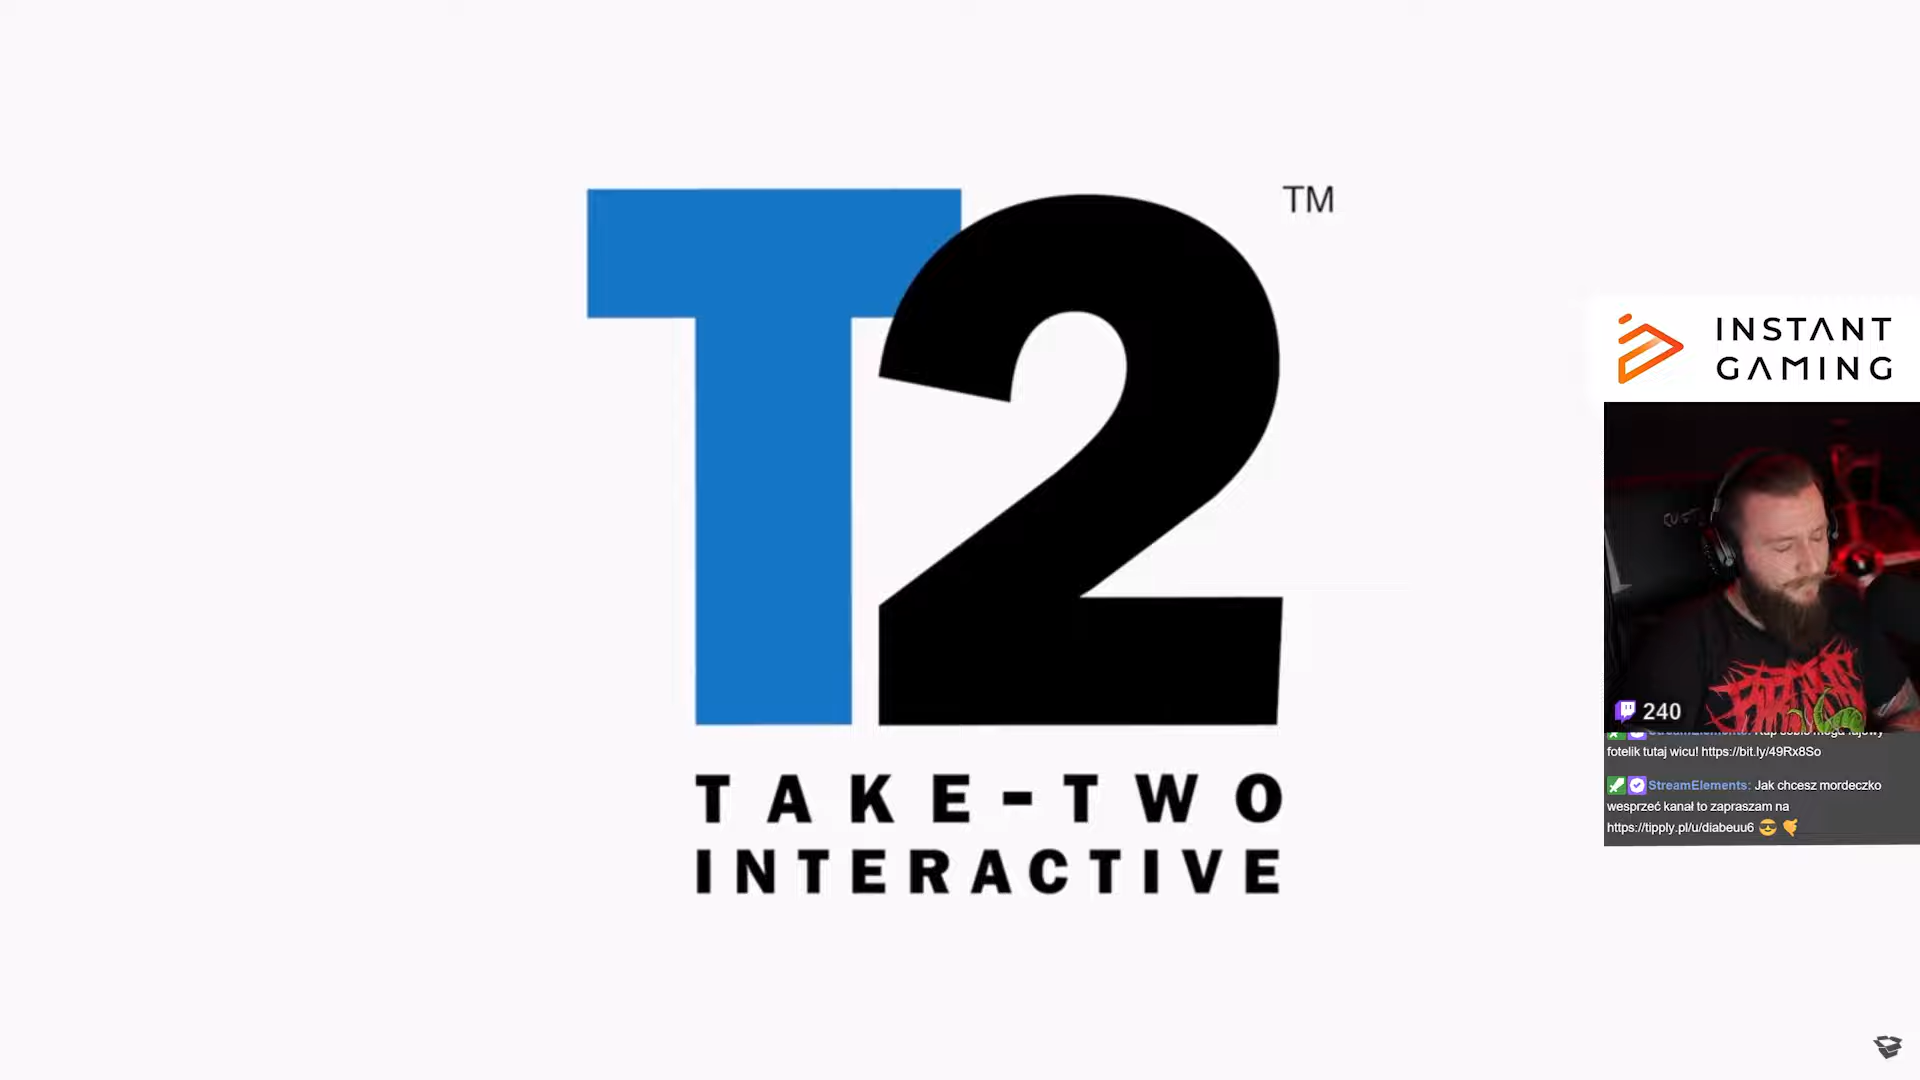 T2
TM
TAKE-TWO
INTERACTIVE
INSTANT
GAMING
240
fotelik tutaj wicu! https://bit.ly/49Rx8So
StreamElements: Jak chcesz mordeczko
wesprzeć kanał to zapraszam na
https://tipply.pl/u/diabeuu6 😎 🤙